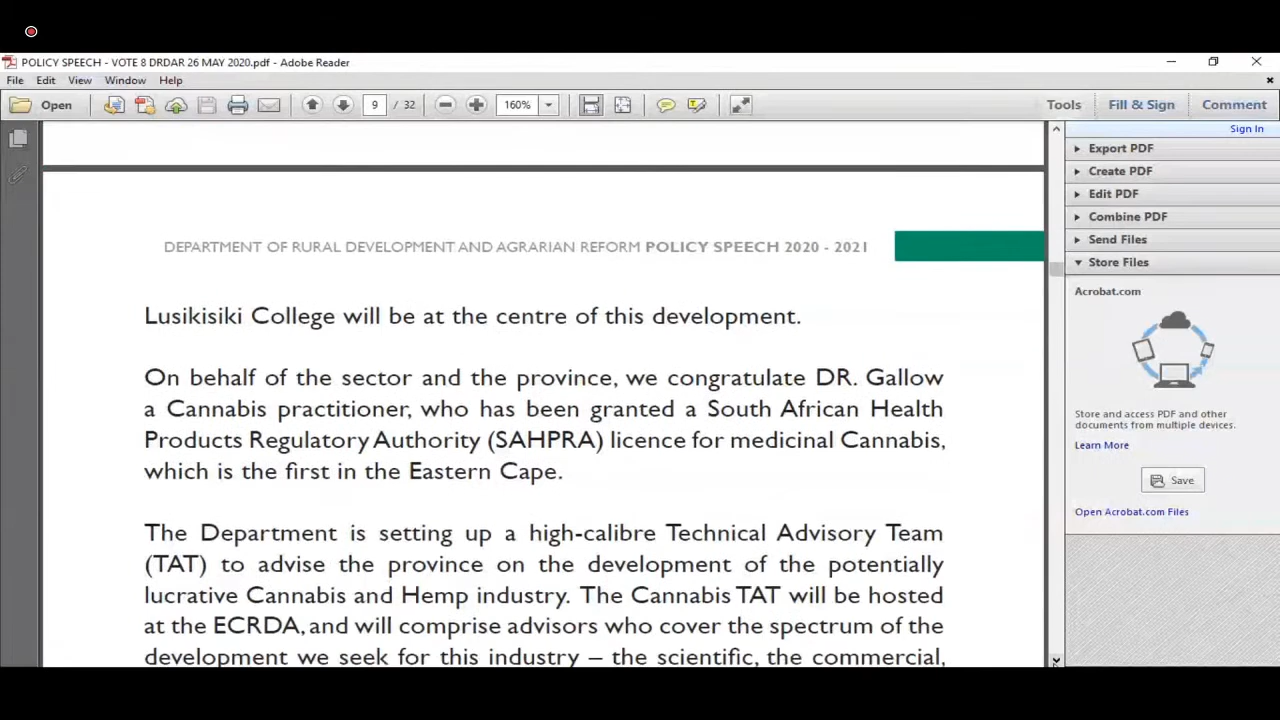 POLICY SPEECH - VOTE 8 DRDAR 26 MAY 2020.pdf - Adobe Reader
File Edit View Window Help
Open 9 / 32 160% Tools Fill & Sign Comment
Sign In
Export PDF
Create PDF
Edit PDF
Combine PDF
Send Files
Store Files
Acrobat.com
Store and access PDF and other
documents from multiple devices.
Learn More
Save
Open Acrobat.com Files
DEPARTMENT OF RURAL DEVELOPMENT AND AGRARIAN REFORM POLICY SPEECH 2020 - 2021
Lusikisiki College will be at the centre of this development.
On behalf of the sector and the province, we congratulate DR. Gallow
a Cannabis practitioner, who has been granted a South African Health
Products Regulatory Authority (SAHPRA) licence for medicinal Cannabis,
which is the first in the Eastern Cape.
The Department is setting up a high-calibre Technical Advisory Team
(TAT) to advise the province on the development of the potentially
lucrative Cannabis and Hemp industry. The Cannabis TAT will be hosted
at the ECRDA, and will comprise advisors who cover the spectrum of the
development we seek for this industry – the scientific, the commercial,